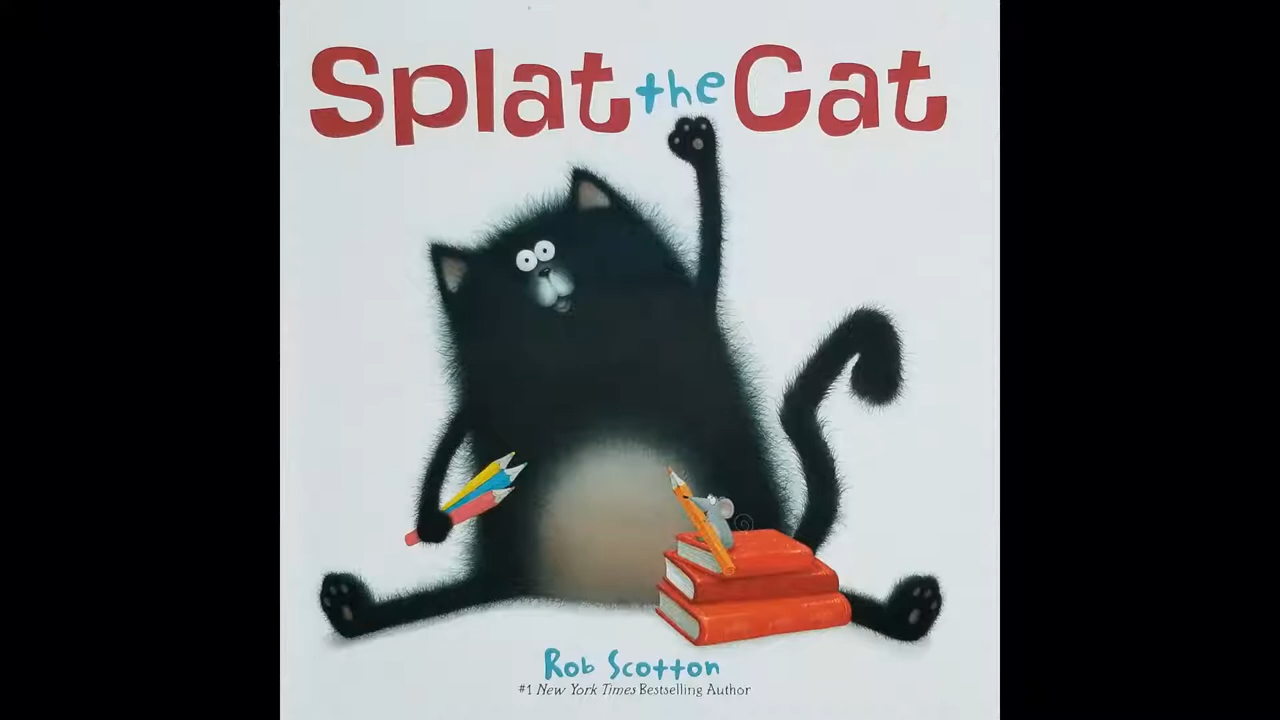 Splat the Cat
Rob Scotton
#1 New York Times Bestselling Author